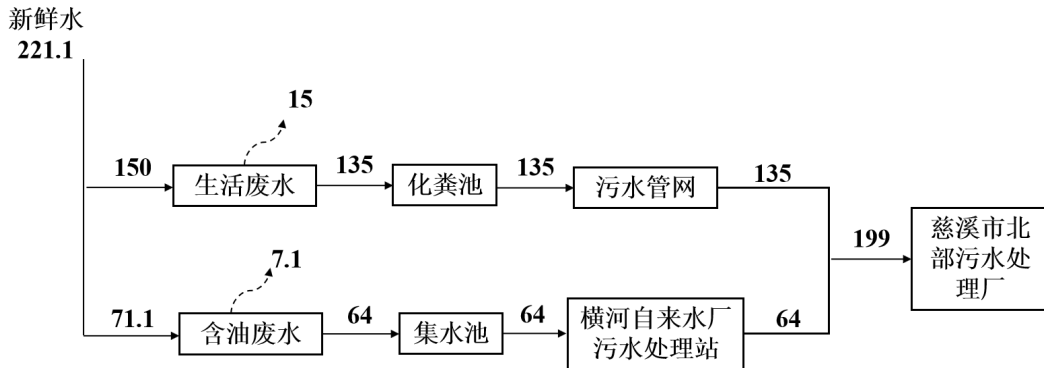 新鲜水
221.1
15
150
生活废水
135
化粪池
135
污水管网
135
199
慈溪市北
部污水处
理厂
7.1
71.1
含油废水
64
集水池
64
横河自来水厂
污水处理站
64